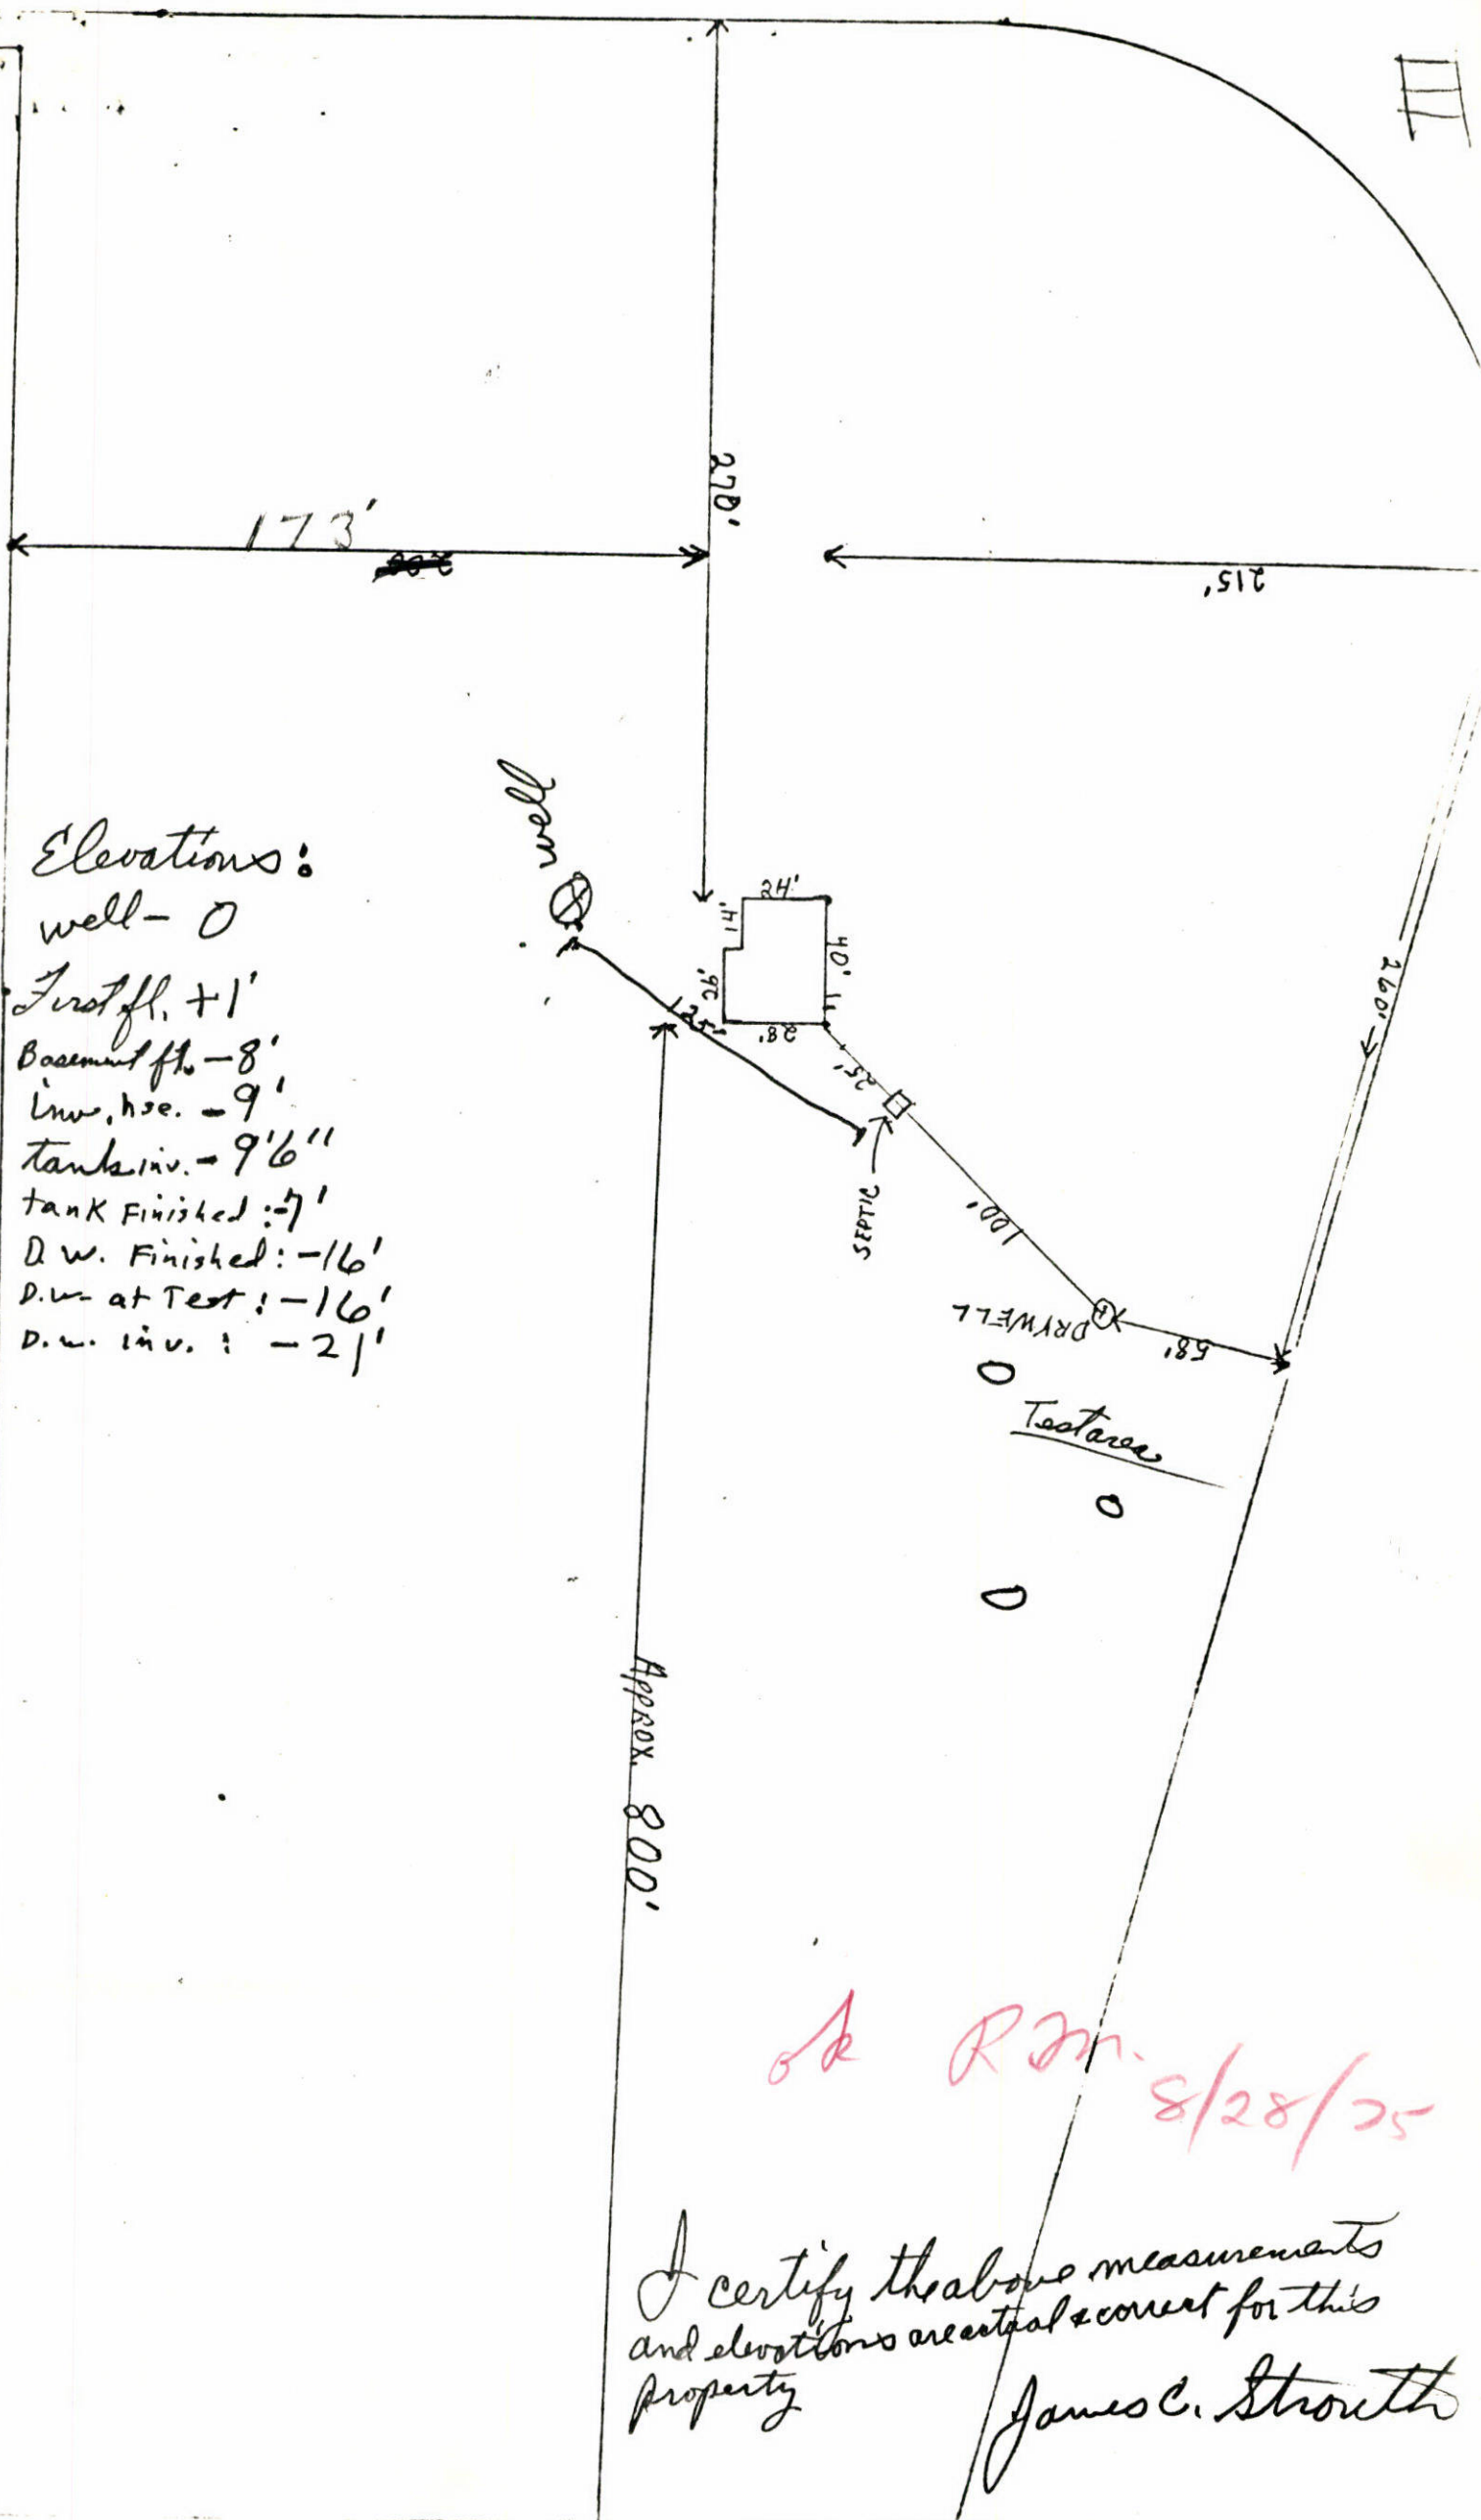 270'
173'
215'
well
Elevations:
well - 0
First fl. +1'
Basement fl. - 8'
inv. hse. - 9'
tank inv. - 9'6"
tank Finished: -7'
D.W. Finished: -16'
D.W. at Test: -16'
D.w. inv.: -21'
24'
14'
40'
26'
28'
125'
25'
260'
SEPTIC
100'
DRYWELL
58'
Test area
Approx. 800'
ok R.M. 8/28/75
I certify the above measurements
and elevations are actual & correct for this
property
James C. Strouth